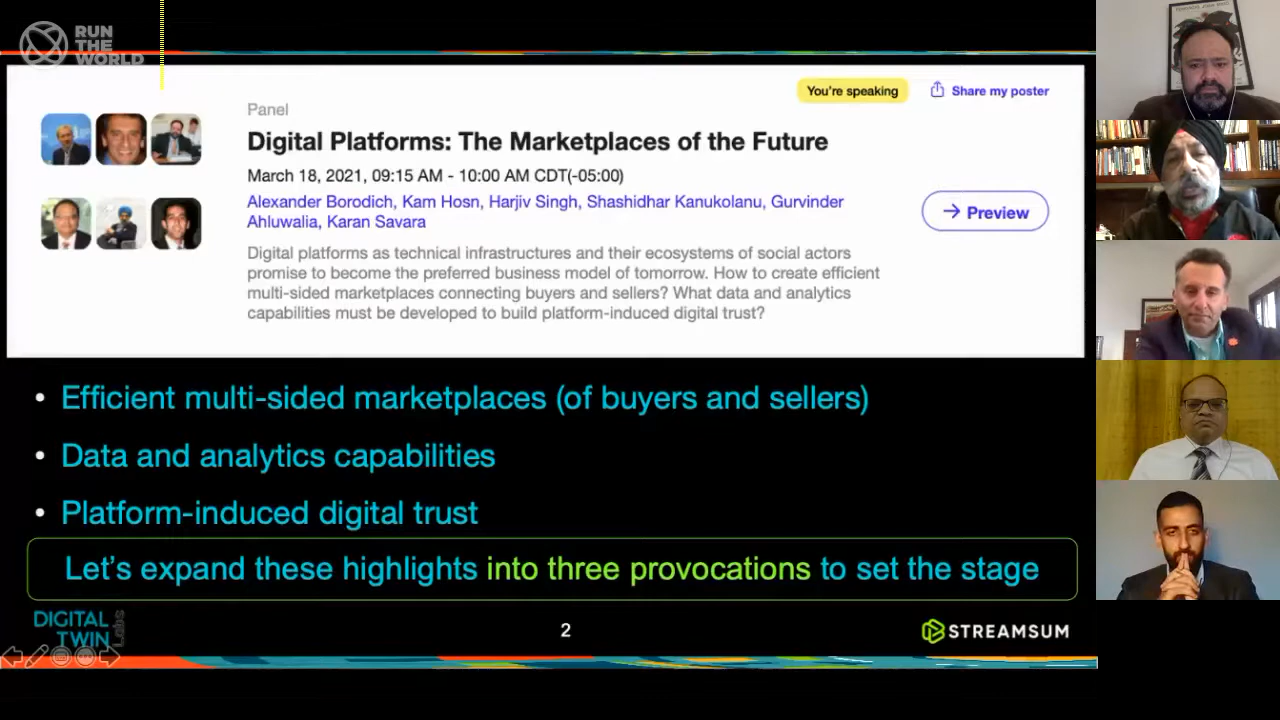 RUN
THE
WORLD
You're speaking
Share my poster
Panel
Digital Platforms: The Marketplaces of the Future
March 18, 2021, 09:15 AM - 10:00 AM CDT(-05:00)
Alexander Borodich, Kam Hosn, Harjiv Singh, Shashidhar Kanukolanu, Gurvinder
Ahluwalia, Karan Savara
Preview
Digital platforms as technical infrastructures and their ecosystems of social actors
promise to become the preferred business model of tomorrow. How to create efficient
multi-sided marketplaces connecting buyers and sellers? What data and analytics
capabilities must be developed to build platform-induced digital trust?
• Efficient multi-sided marketplaces (of buyers and sellers)
• Data and analytics capabilities
• Platform-induced digital trust
Let's expand these highlights into three provocations to set the stage
DIGITAL
TWIN
Labs
2
STREAMSUM